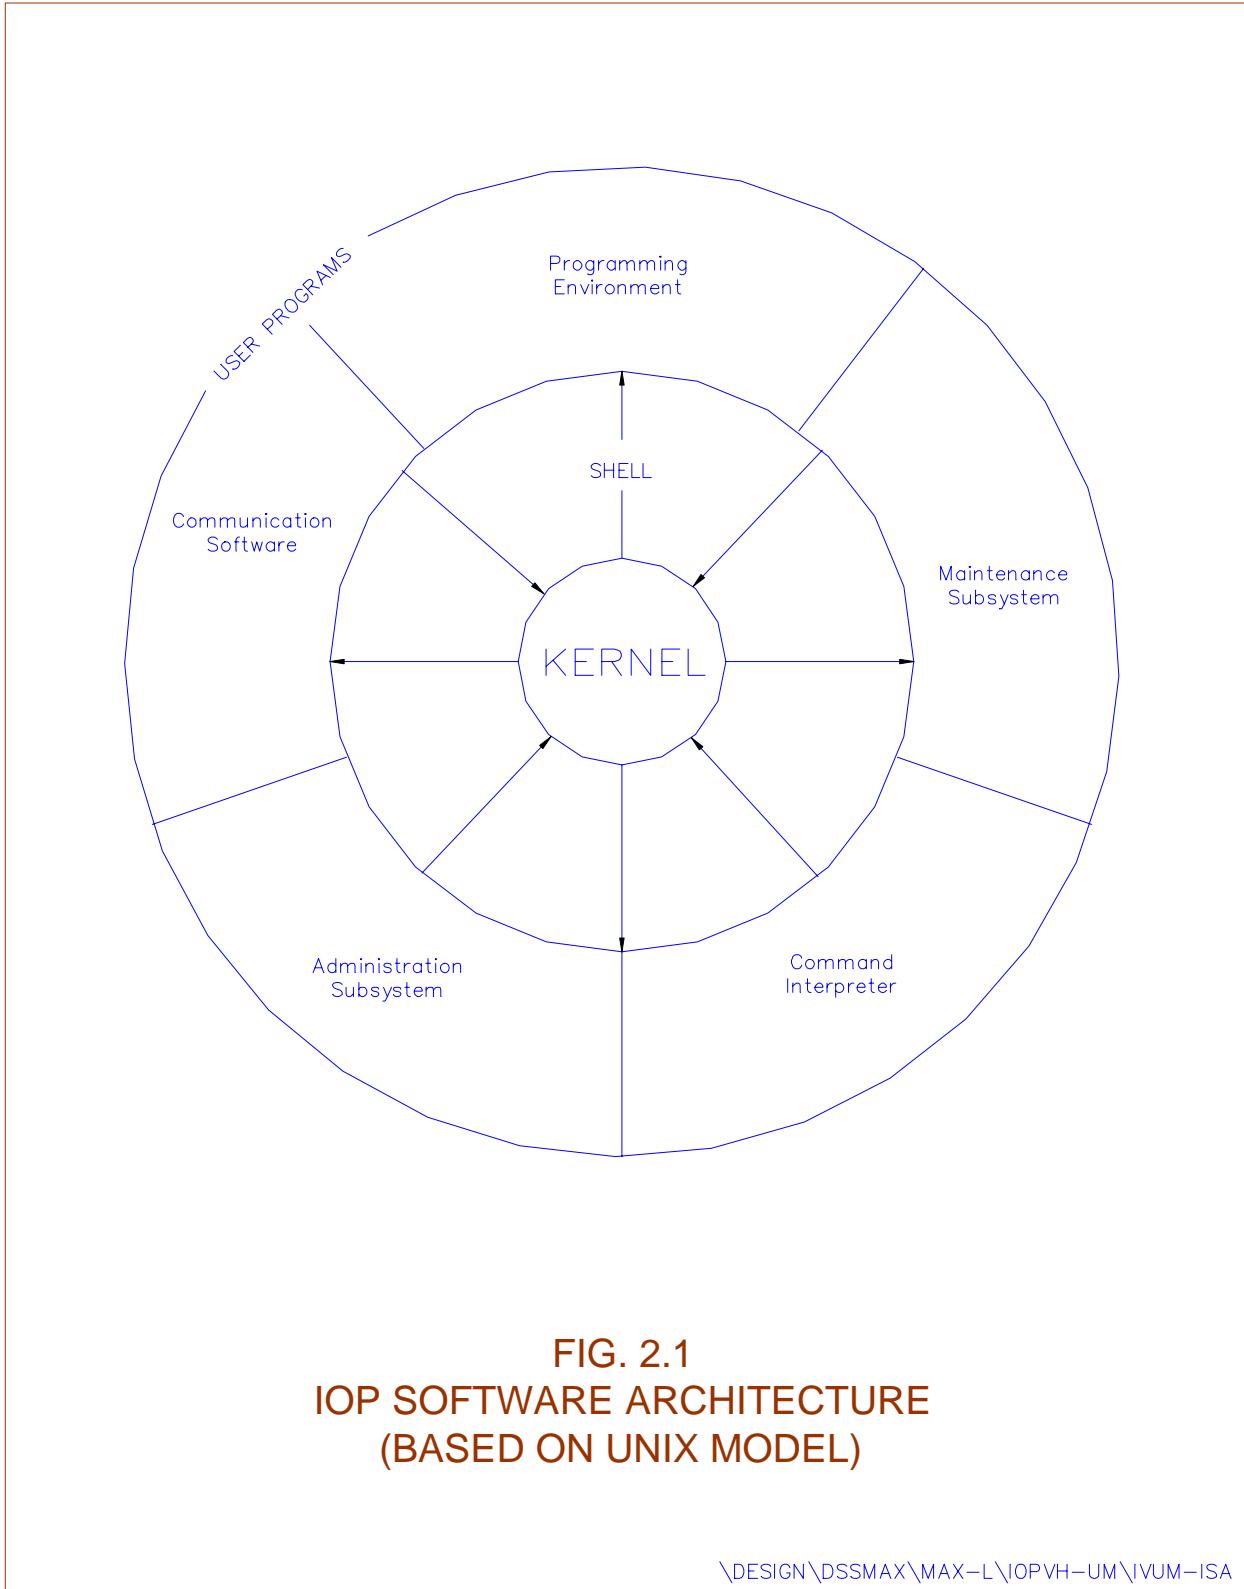 USER PROGRAMS
Programming
Environment
SHELL
Communication
Software
Maintenance
Subsystem
KERNEL
Administration
Subsystem
Command
Interpreter
FIG. 2.1
IOP SOFTWARE ARCHITECTURE
(BASED ON UNIX MODEL)
\DESIGN\DSSMAX\MAX-L\IOPVH-UM\IVUM-ISA